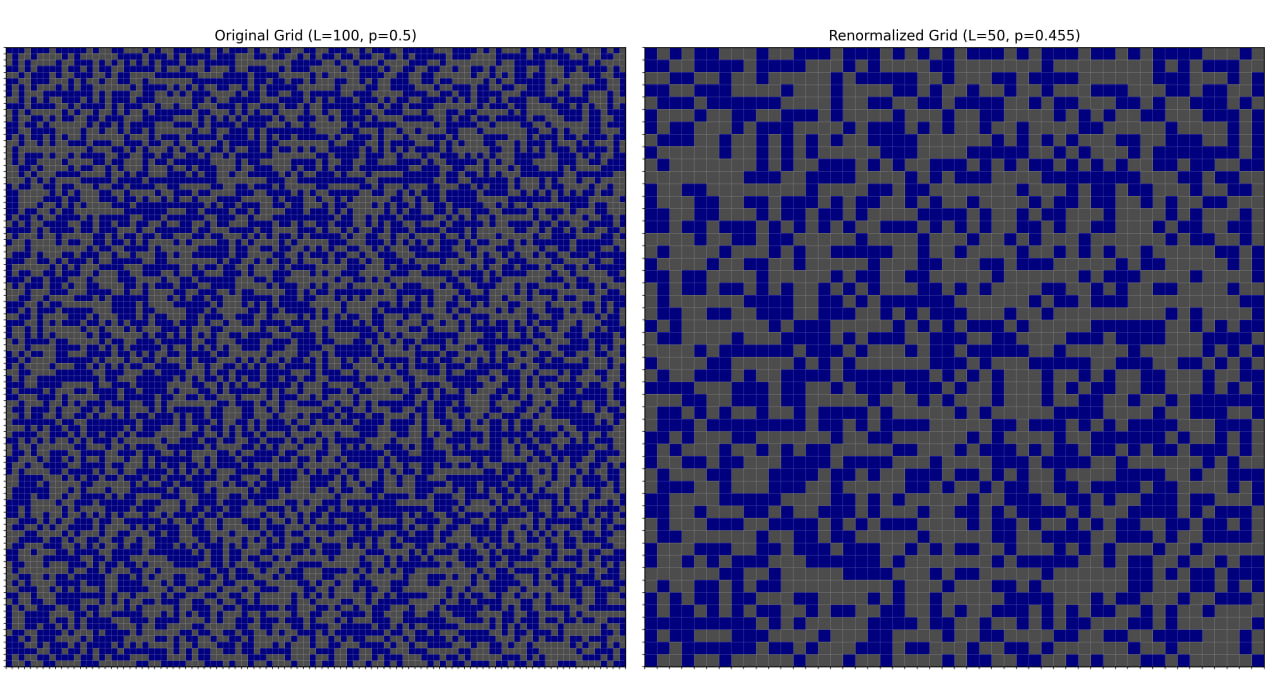 Original Grid (L=100, p=0.5)
Renormalized Grid (L=50, p=0.455)